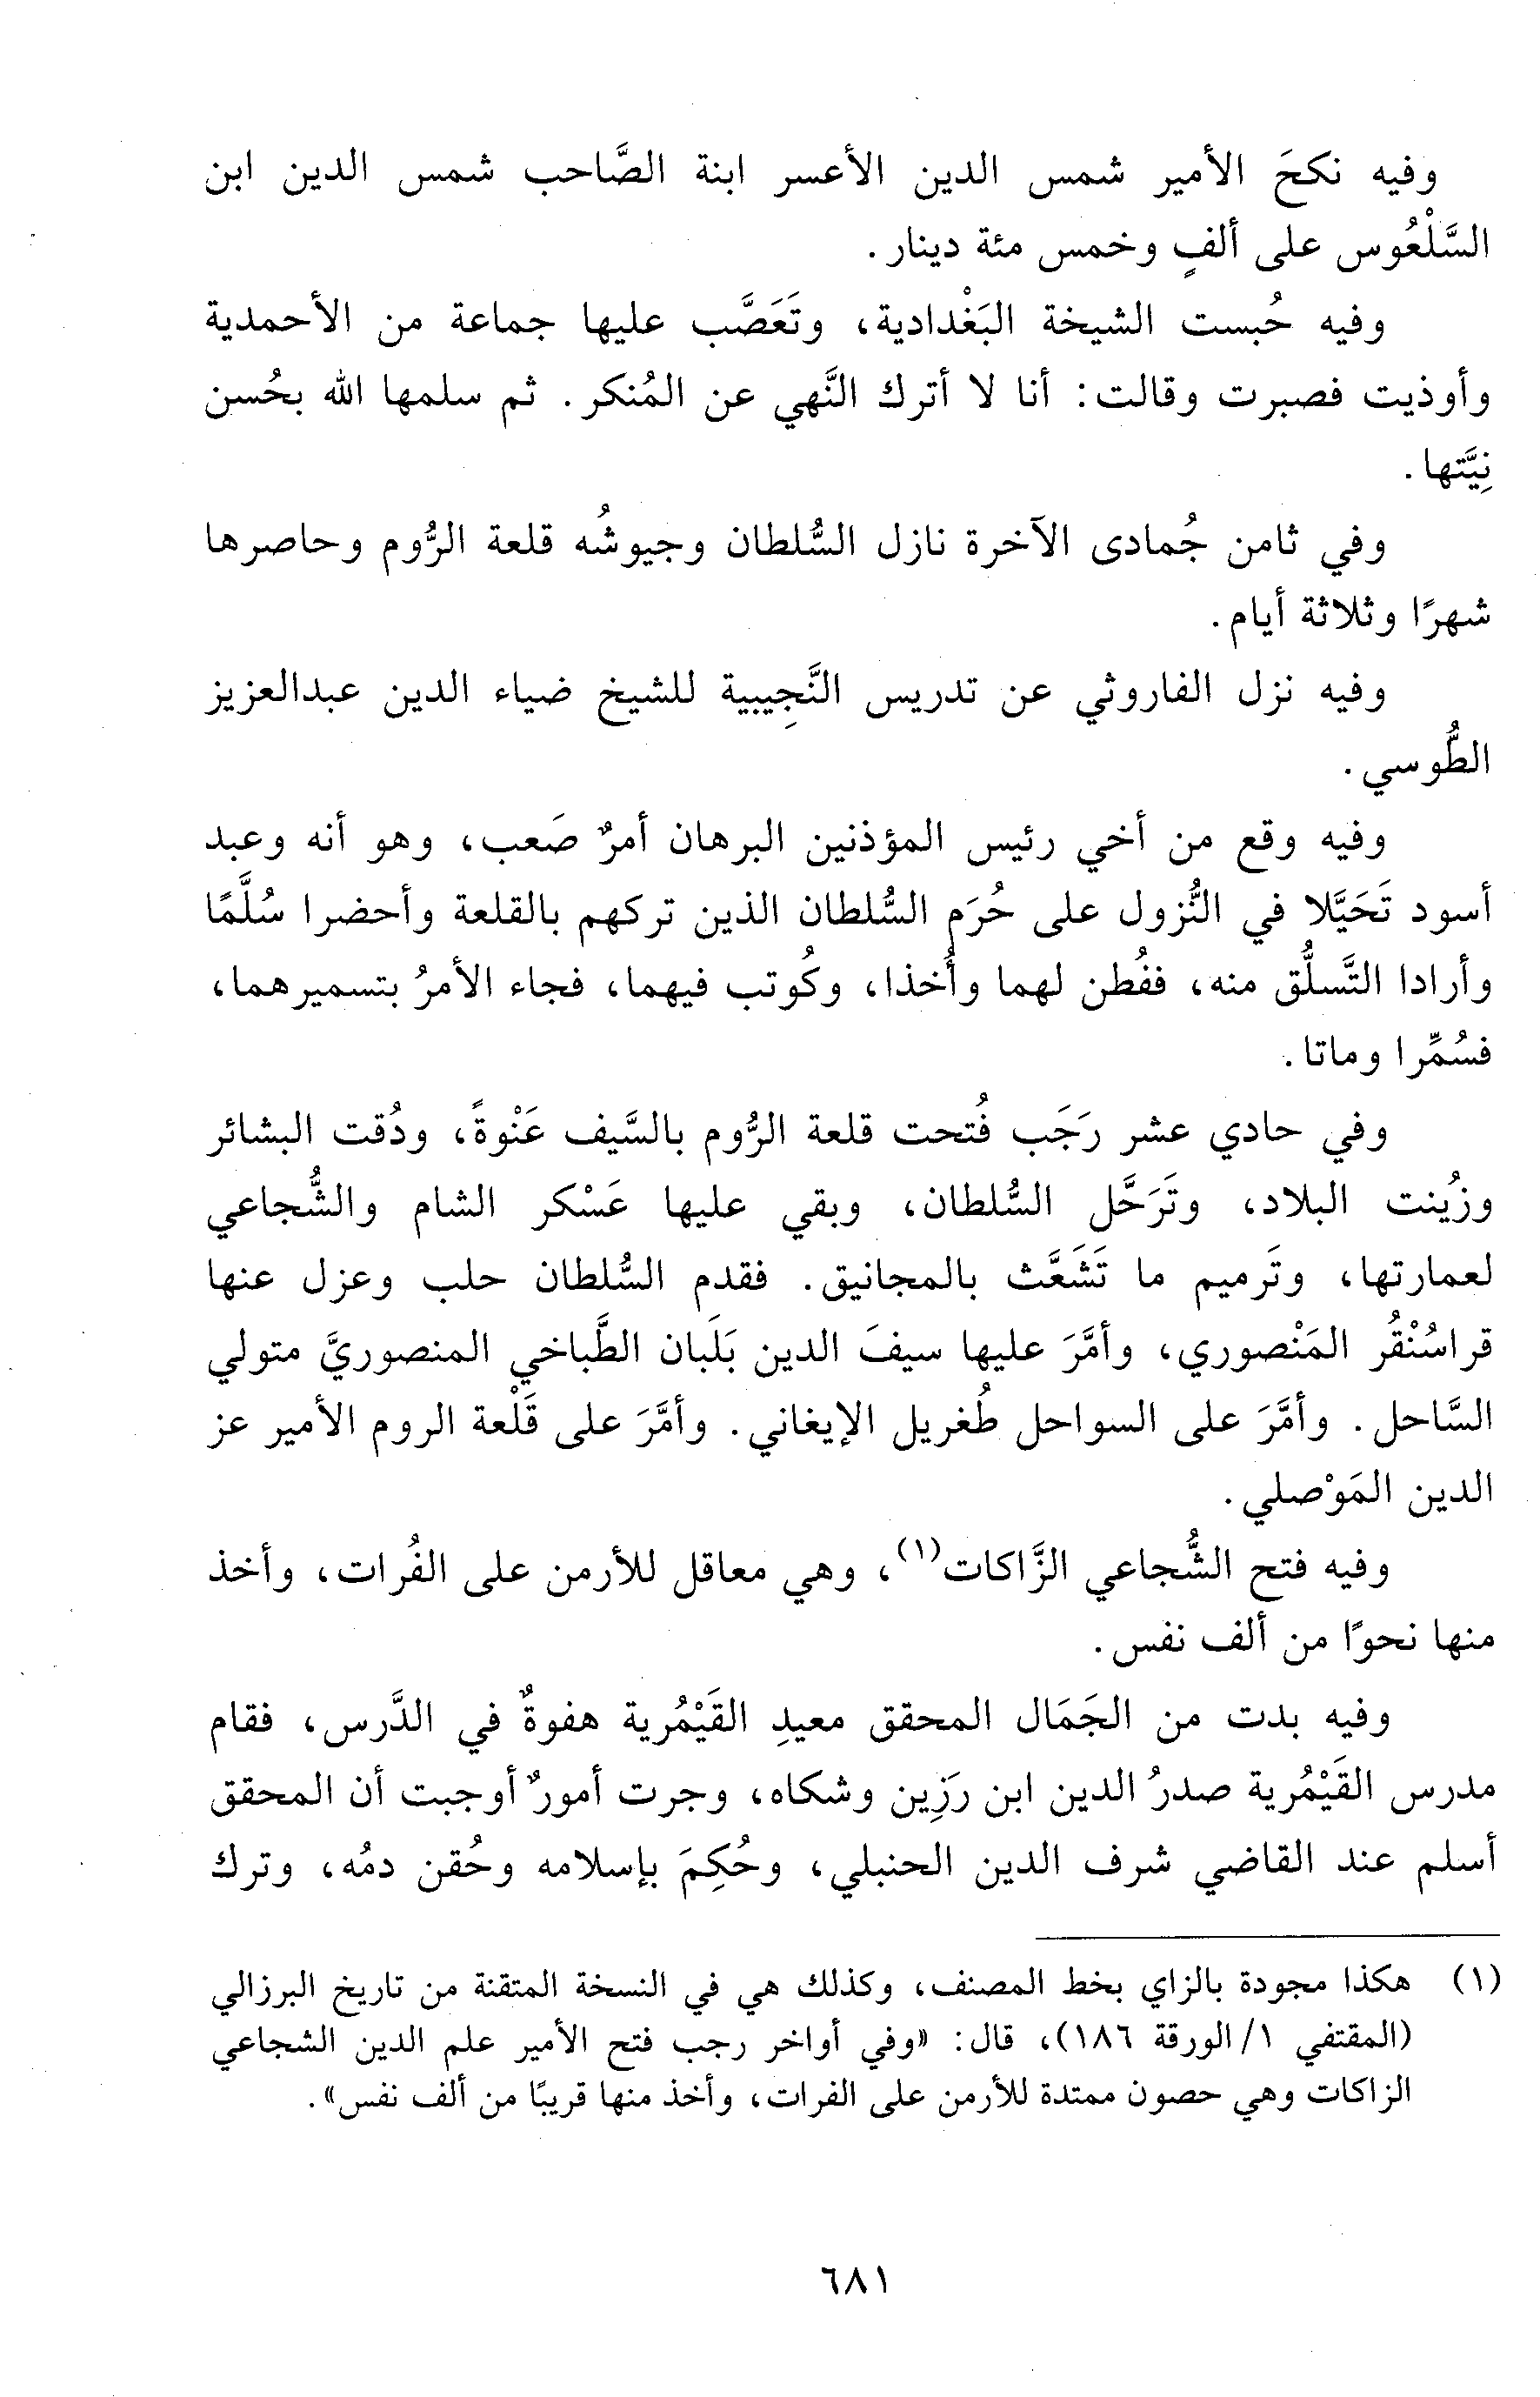 وفيه نكحَ الأمير شمس الدين الأعسر ابنة الصَّاحب شمس الدين ابن
السَّلْعُوس على ألفٍ وخمس مئة دينار.
وفيه حُبست الشيخة البَغْدادية، وتَعَصَّب عليها جماعة من الأحمدية
وأوذيت فصبرت وقالت: أنا لا أترك النَّهي عن المُنكر. ثم سلمها الله بحُسن
نِيَّتها.
وفي ثامن جُمادى الآخرة نازل السُّلطان وجيوشُه قلعة الرُّوم وحاصرها
شهرًا وثلاثة أيام.
وفيه نزل الفاروثي عن تدريس النَّجِيبية للشيخ ضياء الدين عبدالعزيز
الطُّوسي.
وفيه وقع من أخي رئيس المؤذنين البرهان أمرٌ صَعب، وهو أنه وعبد
أسود تَحَيَّلا في النُّزول على حُرَم السُّلطان الذين تركهم بالقلعة وأحضرا سُلَّمًا
وأرادا التَّسلُّق منه، ففُطن لهما وأُخذا، وكُوتب فيهما، فجاء الأمرُ بتسميرهما،
فسُمِّرا وماتا.
وفي حادي عشر رَجَب فُتحت قلعة الرُّوم بالسَّيف عَنْوةً، ودُقت البشائر
وزُينت البلاد، وتَرَحَّل السُّلطان، وبقي عليها عَسْكر الشام والشُّجاعي
لعمارتها، وتَرميم ما تَشَعَّث بالمجانيق. فقدم السُّلطان حلب وعزل عنها
قراسُنْقُر المَنْصوري، وأمَّرَ عليها سيفَ الدين بَلَبان الطَّباخي المنصوريَّ متولي
السَّاحل. وأمَّرَ على السواحل طُغريل الإيغاني. وأمَّرَ على قَلْعة الروم الأمير عز
الدين المَوْصلي.
وفيه فتح الشُّجاعي الزَّاكات(١)، وهي معاقل للأرمن على الفُرات، وأخذ
منها نحوًا من ألف نفس.
وفيه بدت من الجَمَال المحقق معيدِ القَيْمُرية هفوةٌ في الدَّرس، فقام
مدرس القَيْمُرية صدرُ الدين ابن رَزِين وشكاه، وجرت أمورٌ أوجبت أن المحقق
أسلم عند القاضي شرف الدين الحنبلي، وحُكِمَ بإسلامه وحُقن دمُه، وترك
(١) هكذا مجودة بالزاي بخط المصنف، وكذلك هي في النسخة المتقنة من تاريخ البرزالي
(المقتفي ١/ الورقة ١٨٦)، قال: «وفي أواخر رجب فتح الأمير علم الدين الشجاعي
الزاكات وهي حصون ممتدة للأرمن على الفرات، وأخذ منها قريبًا من ألف نفس».
٦٨١